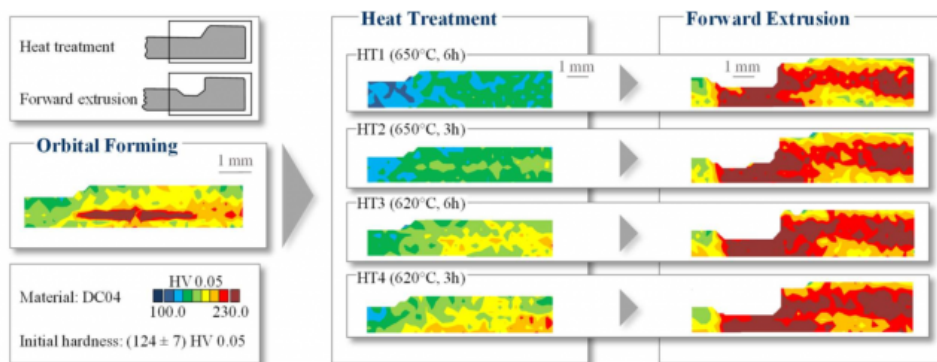 Heat treatment
Forward extrusion
Orbital Forming
1 mm
Material: DC04
HV 0.05
100.0
230.0
Initial hardness: (124 ± 7) HV 0.05
Heat Treatment
HT1 (650°C, 6h)
1 mm
HT2 (650°C, 3h)
HT3 (620°C, 6h)
HT4 (620°C, 3h)
Forward Extrusion
1 mm